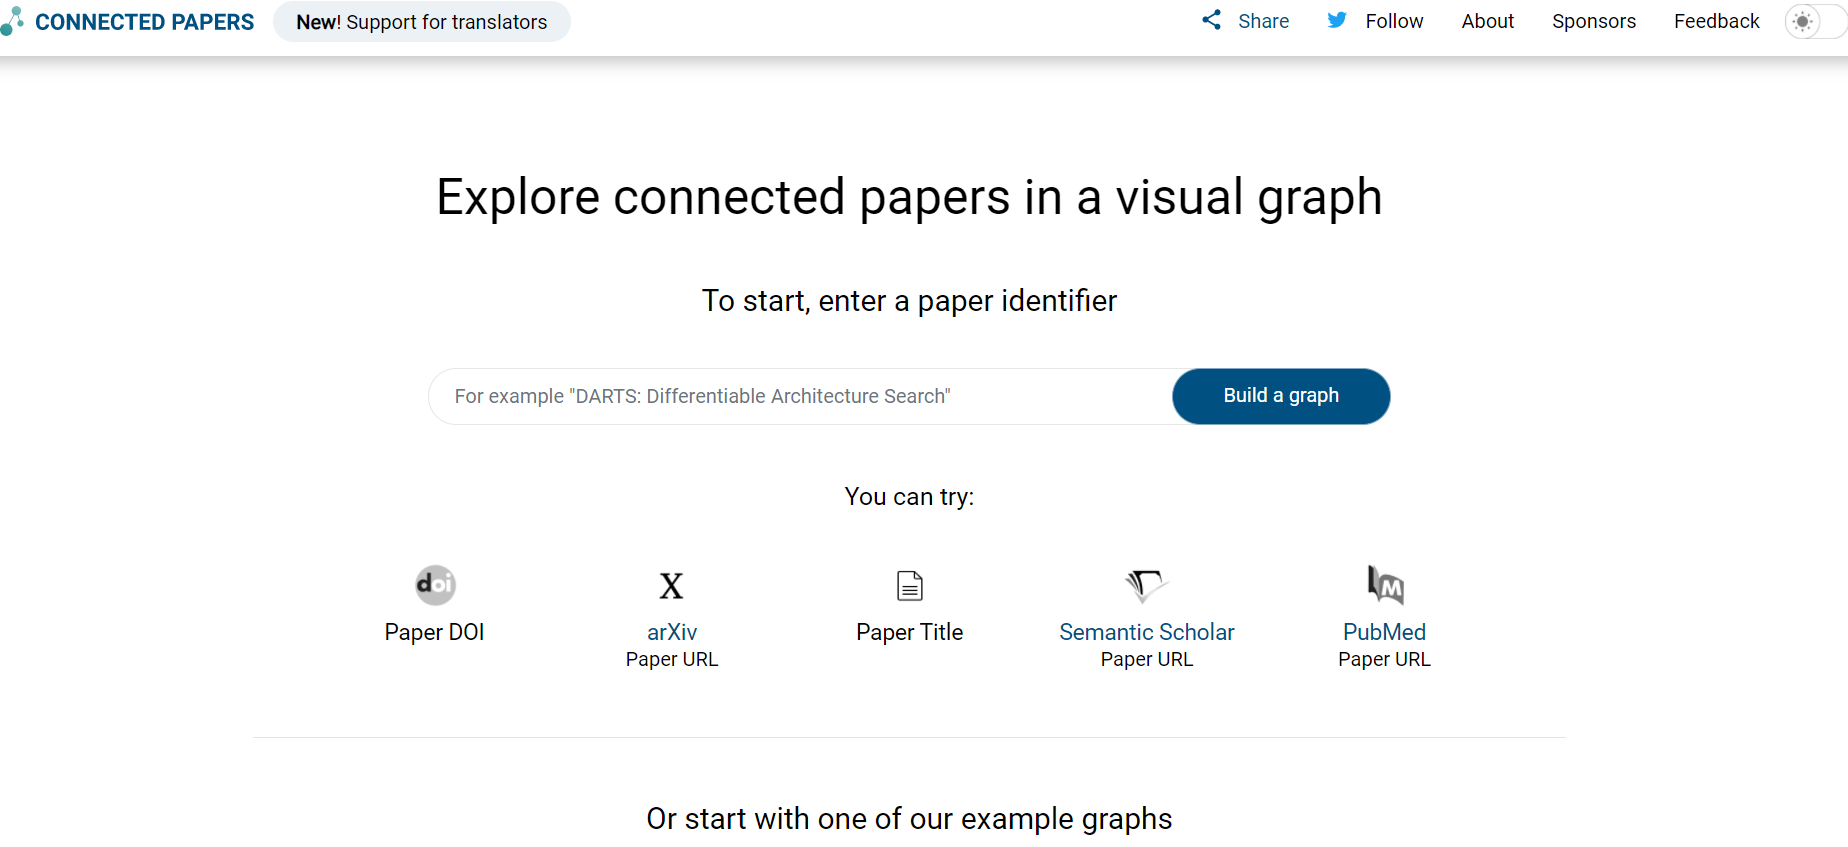 CONNECTED PAPERS New! Support for translators Share Follow About Sponsors Feedback
Explore connected papers in a visual graph
To start, enter a paper identifier
For example "DARTS: Differentiable Architecture Search" Build a graph
You can try:
doi X M
Paper DOI arXiv Paper Title Semantic Scholar PubMed
Paper URL Paper URL Paper URL
Or start with one of our example graphs